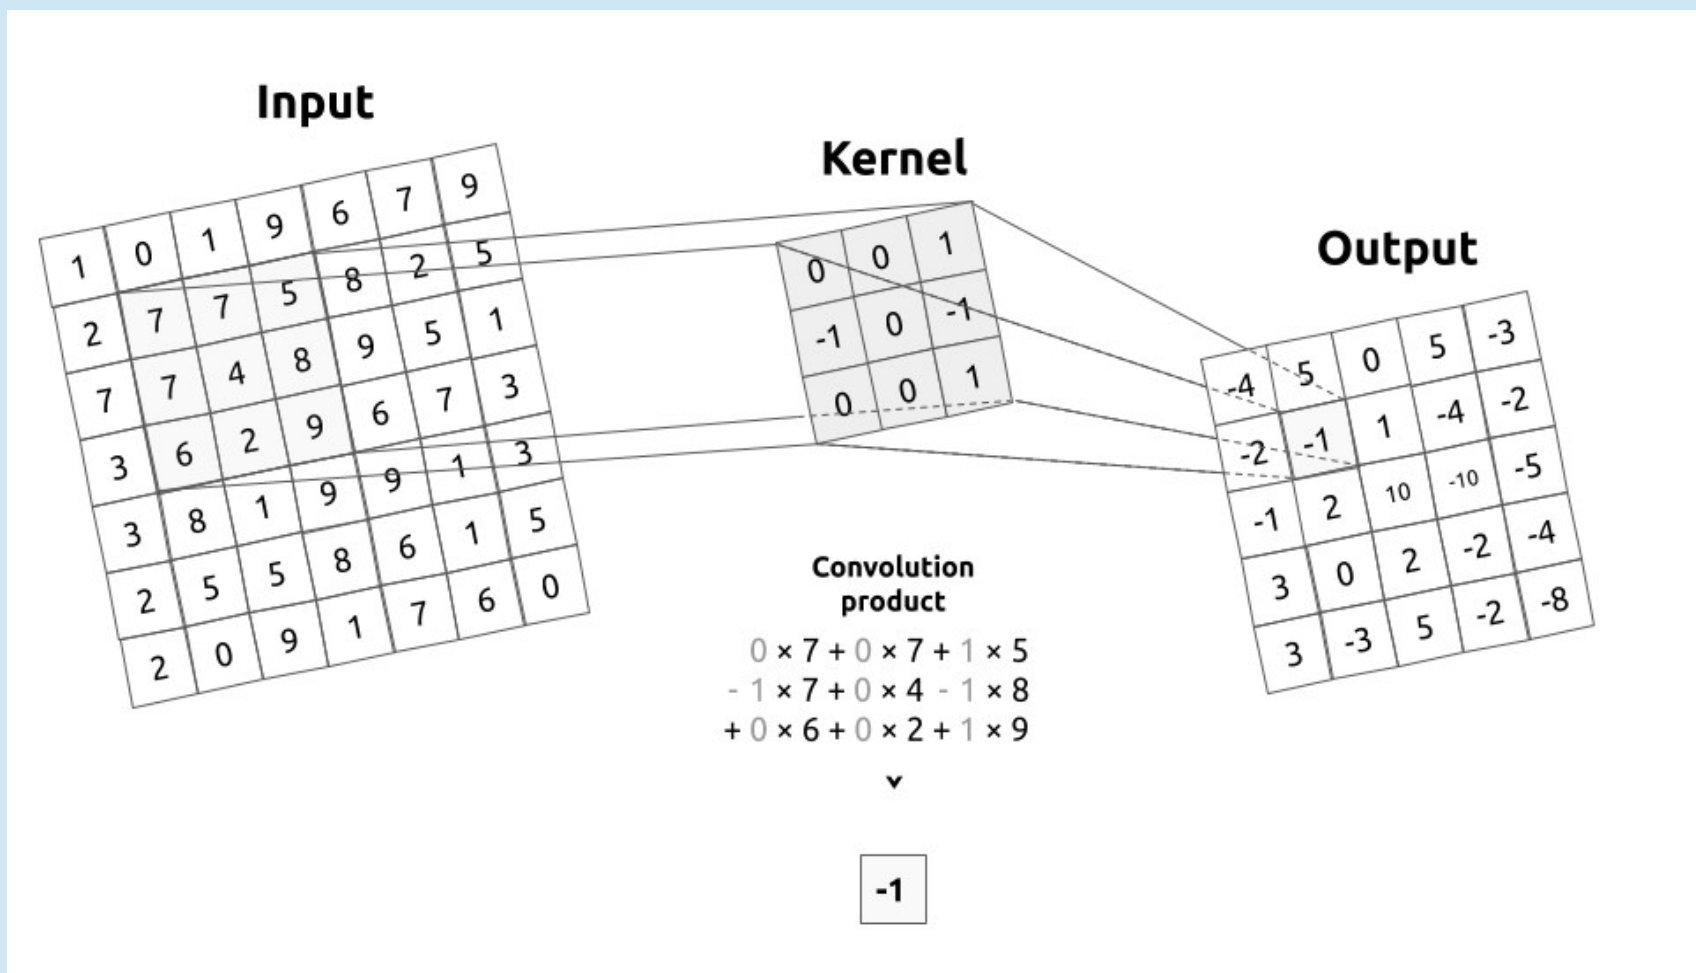 Input
1 0 1 9 6 7 9
2 7 7 5 8 2 5
7 7 4 8 9 5 1
3 6 2 9 6 7 3
3 8 1 9 9 1 3
2 5 5 8 6 1 5
2 0 9 1 7 6 0
Kernel
0 0 1
-1 0 -1
0 0 1
Output
-4 5 0 5 -3
-2 -1 1 -4 -2
-1 2 10 -10 -5
3 0 2 -2 -4
3 -3 5 -2 -8
Convolution
product
0 × 7 + 0 × 7 + 1 × 5
- 1 × 7 + 0 × 4 - 1 × 8
+ 0 × 6 + 0 × 2 + 1 × 9
-1